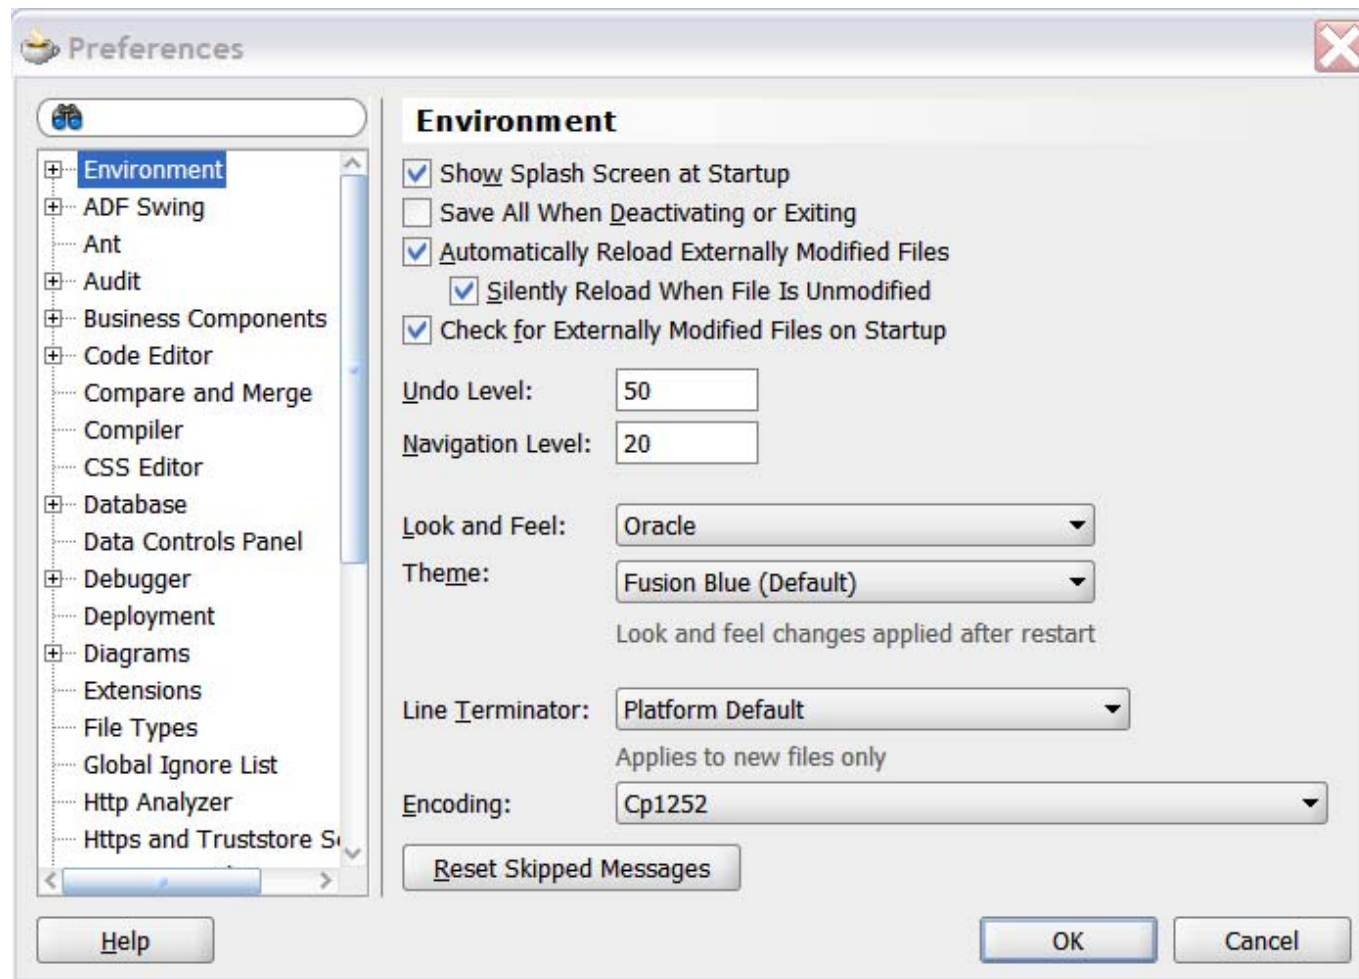 Preferences
Environment
ADF Swing
Ant
Audit
Business Components
Code Editor
Compare and Merge
Compiler
CSS Editor
Database
Data Controls Panel
Debugger
Deployment
Diagrams
Extensions
File Types
Global Ignore List
Http Analyzer
Https and Truststore
Environment
Show Splash Screen at Startup
Save All When Deactivating or Exiting
Automatically Reload Externally Modified Files
Silently Reload When File Is Unmodified
Check for Externally Modified Files on Startup
Undo Level: 50
Navigation Level: 20
Look and Feel: Oracle
Theme: Fusion Blue (Default)
Look and feel changes applied after restart
Line Terminator: Platform Default
Applies to new files only
Encoding: Cp1252
Reset Skipped Messages
Help OK Cancel